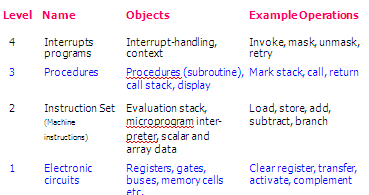 Level Name Objects Example Operations
4 Interrupts Interrupt-handling, Invoke, mask, unmask,
programs context retry
3 Procedures Procedures (subroutine), Mark stack, call, return
call stack, display
2 Instruction Set Evaluation stack, Load, store, add,
(Machine microprogram inter- subtract, branch
instructions) preter, scalar and
array data
1 Electronic Registers, gates, Clear register, transfer,
circuits buses, memory cells activate, complement
etc.